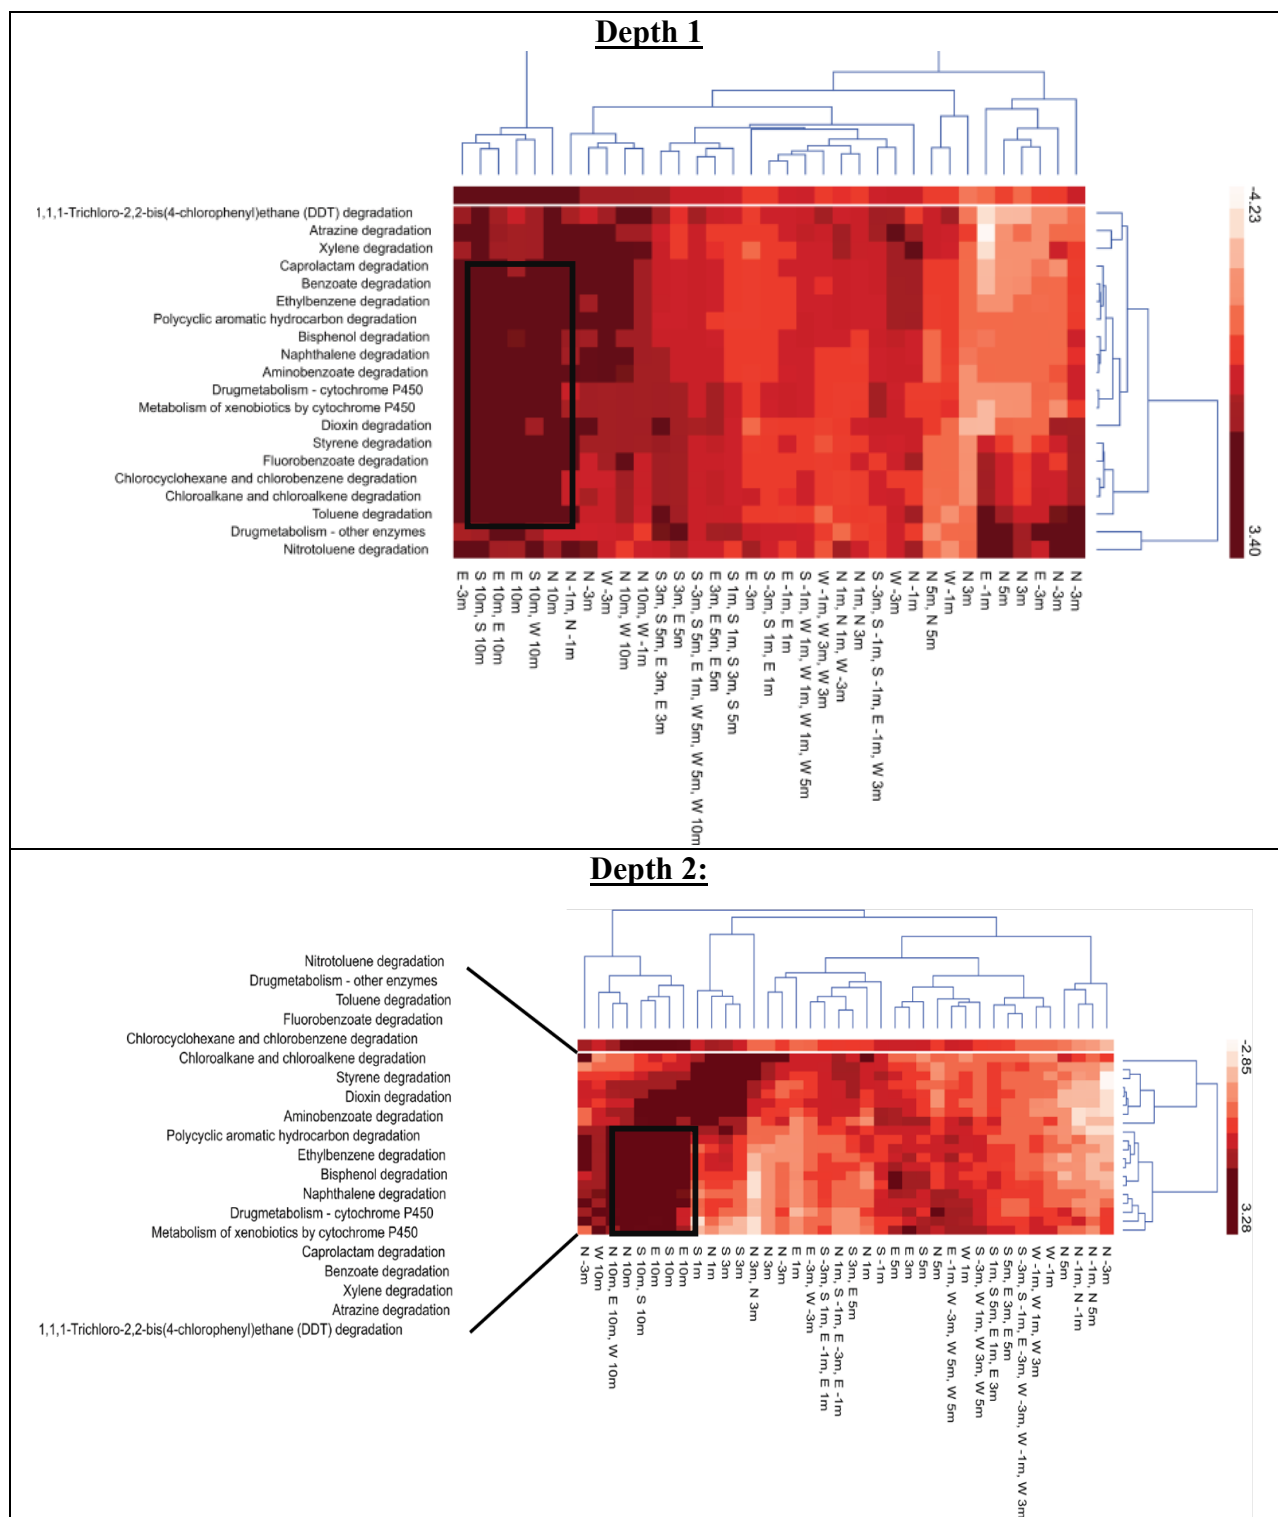 Depth 1
1,1,1-Trichloro-2,2-bis(4-chlorophenyl)ethane (DDT) degradation
Atrazine degradation
Xylene degradation
Caprolactam degradation
Benzoate degradation
Ethylbenzene degradation
Polycyclic aromatic hydrocarbon degradation
Bisphenol degradation
Naphthalene degradation
Aminobenzoate degradation
Drugmetabolism - cytochrome P450
Metabolism of xenobiotics by cytochrome P450
Dioxin degradation
Styrene degradation
Fluorobenzoate degradation
Chlorocyclohexane and chlorobenzene degradation
Chloroalkane and chloroalkene degradation
Toluene degradation
Drugmetabolism - other enzymes
Nitrotoluene degradation
-4.23
3.40
E -3m
S 10m, S 10m
E 10m, E 10m
E 10m
S 10m, W 10m
N 10m
N -1m, N -1m
N -3m
W -3m
N 10m, W 10m
N 10m, W -1m
S 3m, S 5m, E 3m, E 3m
S 3m, E 5m
S -3m, S 5m, E 1m, W 5m, W 5m, W 10m
E 3m, E 5m, E 5m
S 1m, S 1m, S 3m, S 5m
E -3m
S -3m, S 1m, E 1m
E -1m, E 1m
S -1m, W 1m, W 1m, W 1m, W 5m
W -1m, W 3m, W 3m
N 1m, N 1m, W -3m
N 1m, N 3m
S -3m, S -1m, S -1m, E -1m, W 3m
W -3m
N -1m
N 5m, N 5m
W -1m
N 3m
E -1m
N 5m
N 3m
E -3m
N -3m
N -3m
Depth 2:
Nitrotoluene degradation
Drugmetabolism - other enzymes
Toluene degradation
Fluorobenzoate degradation
Chlorocyclohexane and chlorobenzene degradation
Chloroalkane and chloroalkene degradation
Styrene degradation
Dioxin degradation
Aminobenzoate degradation
Polycyclic aromatic hydrocarbon degradation
Ethylbenzene degradation
Bisphenol degradation
Naphthalene degradation
Drugmetabolism - cytochrome P450
Metabolism of xenobiotics by cytochrome P450
Caprolactam degradation
Benzoate degradation
Xylene degradation
Atrazine degradation
1,1,1-Trichloro-2,2-bis(4-chlorophenyl)ethane (DDT) degradation
-2.85
3.28
N -3m
W 10m
N 10m, E 10m, W 10m
N 10m
S 10m, S 10m
E 10m
S 10m
E 10m
S 1m
N 1m
S 3m
S 3m
N 3m, N 3m
N 3m
N -3m
E 1m
E -3m, W -3m
S -3m, S 1m, E -1m, E 1m
N 1m, S -1m, E -3m, E -1m
S 3m, E 5m
N 1m
S -1m
E 5m
E 3m
S 5m
N 5m
E -1m, W -3m, W 5m, W 5m
W 1m
S -3m, W 1m, W 3m, W 5m
S 1m, S 5m, E 1m, E 3m
S 5m, E 3m, E 5m
S -3m, S -1m, E -3m, W -3m, W -1m, W 3m
W -1m, W 1m, W 3m
W -1m
N 5m
N -1m, N -1m
N -1m, N 5m
N -3m